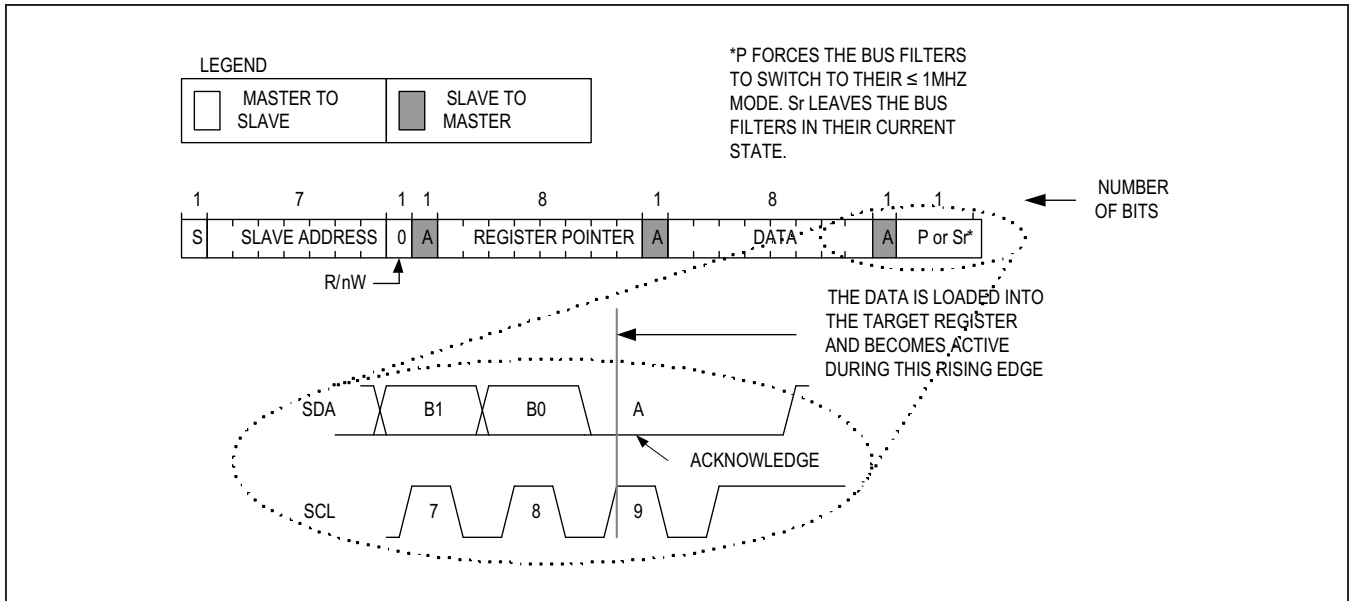 LEGEND
MASTER TO
SLAVE
SLAVE TO
MASTER
*P FORCES THE BUS FILTERS
TO SWITCH TO THEIR ≤ 1MHZ
MODE. Sr LEAVES THE BUS
FILTERS IN THEIR CURRENT
STATE.
1 7 1 1 8 1 8 1 1
NUMBER
OF BITS
S SLAVE ADDRESS 0 A REGISTER POINTER A DATA A P or Sr*
R/nW
THE DATA IS LOADED INTO
THE TARGET REGISTER
AND BECOMES ACTIVE
DURING THIS RISING EDGE
SDA B1 B0 A
ACKNOWLEDGE
SCL 7 8 9